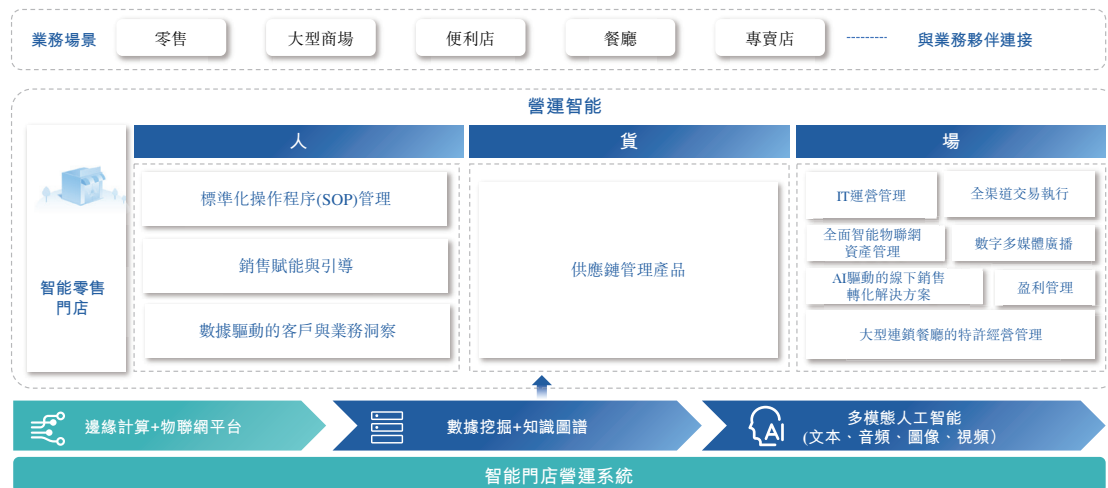 業務場景
零售
大型商場
便利店
餐廳
專賣店
與業務夥伴連接
營運智能
智能零售
門店
人
標準化操作程序(SOP)管理
銷售賦能與引導
數據驅動的客戶與業務洞察
貨
供應鏈管理產品
場
IT運營管理
全渠道交易執行
全面智能物聯網
資產管理
數字多媒體廣播
AI驅動的線下銷售
轉化解決方案
盈利管理
大型連鎖餐廳的特許經營管理
邊緣計算+物聯網平台
數據挖掘+知識圖譜
AI
多模態人工智能
(文本、音頻、圖像、視頻)
智能門店營運系統